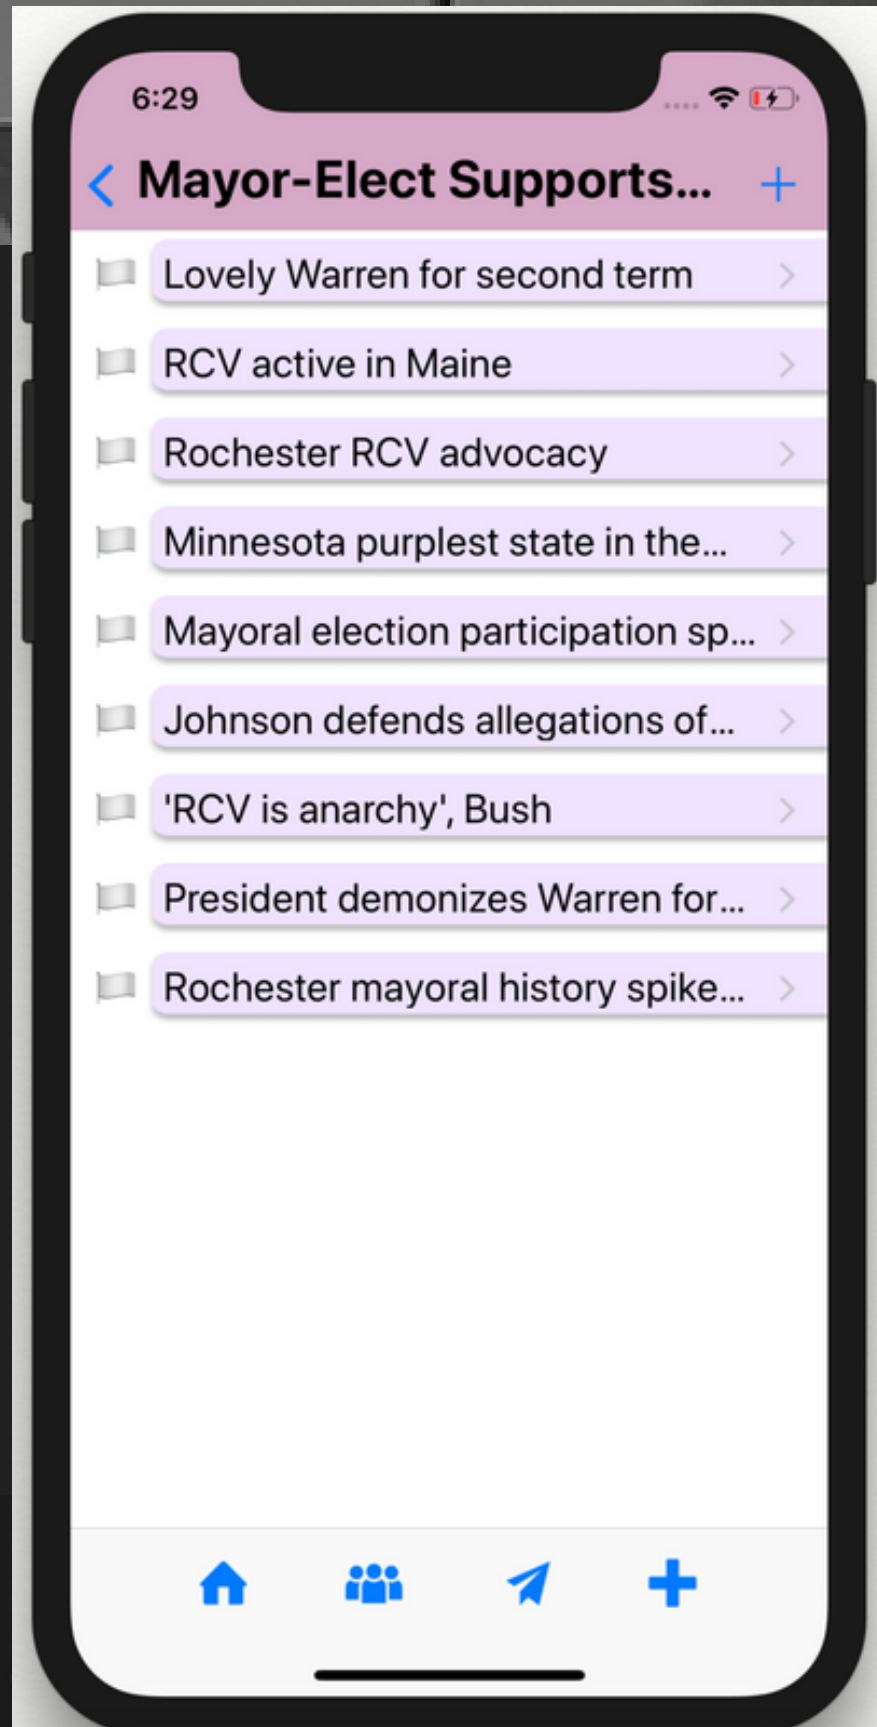 6:29
Mayor-Elect Supports...
Lovely Warren for second term
RCV active in Maine
Rochester RCV advocacy
Minnesota purplest state in the...
Mayoral election participation sp...
Johnson defends allegations of...
'RCV is anarchy', Bush
President demonizes Warren for...
Rochester mayoral history spike...